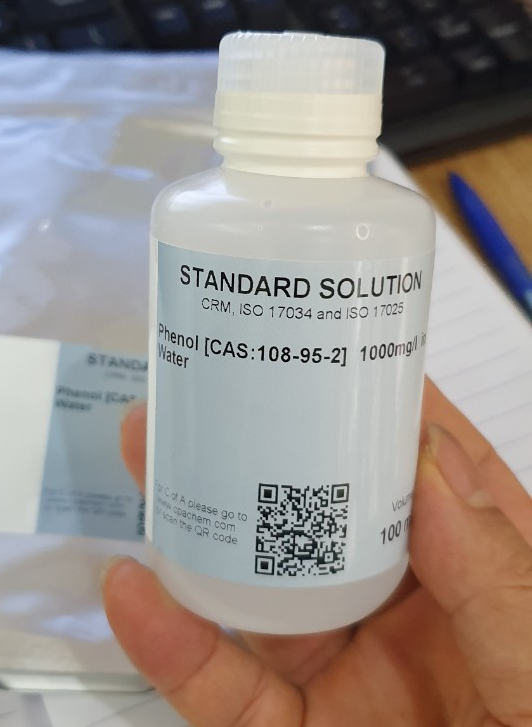 STANDARD SOLUTION
CRM, ISO 17034 and ISO 17025
Phenol [CAS:108-95-2] 1000mg/l in
Water
For C of A please go to
www.cpachem.com
or scan the QR code
Volume
100 m
STANDA
Phenol [CA
Water